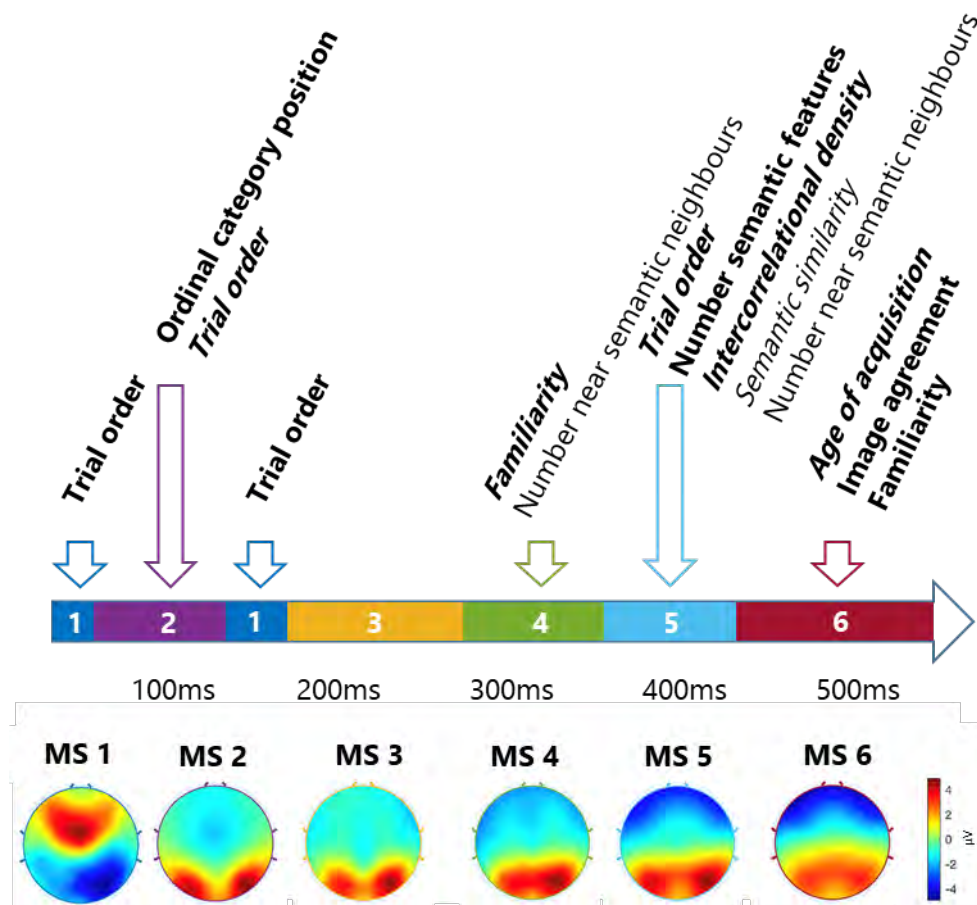 Trial order
Ordinal category position
Trial order
Trial order
Familiarity
Number near semantic neighbours
Trial order
Number semantic features
Intercorrelational density
Semantic similarity
Number near semantic neighbours
Age of acquisition
Image agreement
Familiarity
1 2 1 3 4 5 6
100ms 200ms 300ms 400ms 500ms
MS 1 MS 2 MS 3 MS 4 MS 5 MS 6
4
2
0
-2
-4
µV